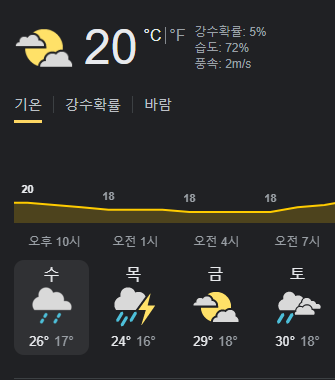 20 °C | °F
강수확률: 5%
습도: 72%
풍속: 2m/s
기온 | 강수확률 | 바람
20 18 18 18
오후 10시 오전 1시 오전 4시 오전 7시
수 목 금 토
26° 17° 24° 16° 29° 18° 30° 18°